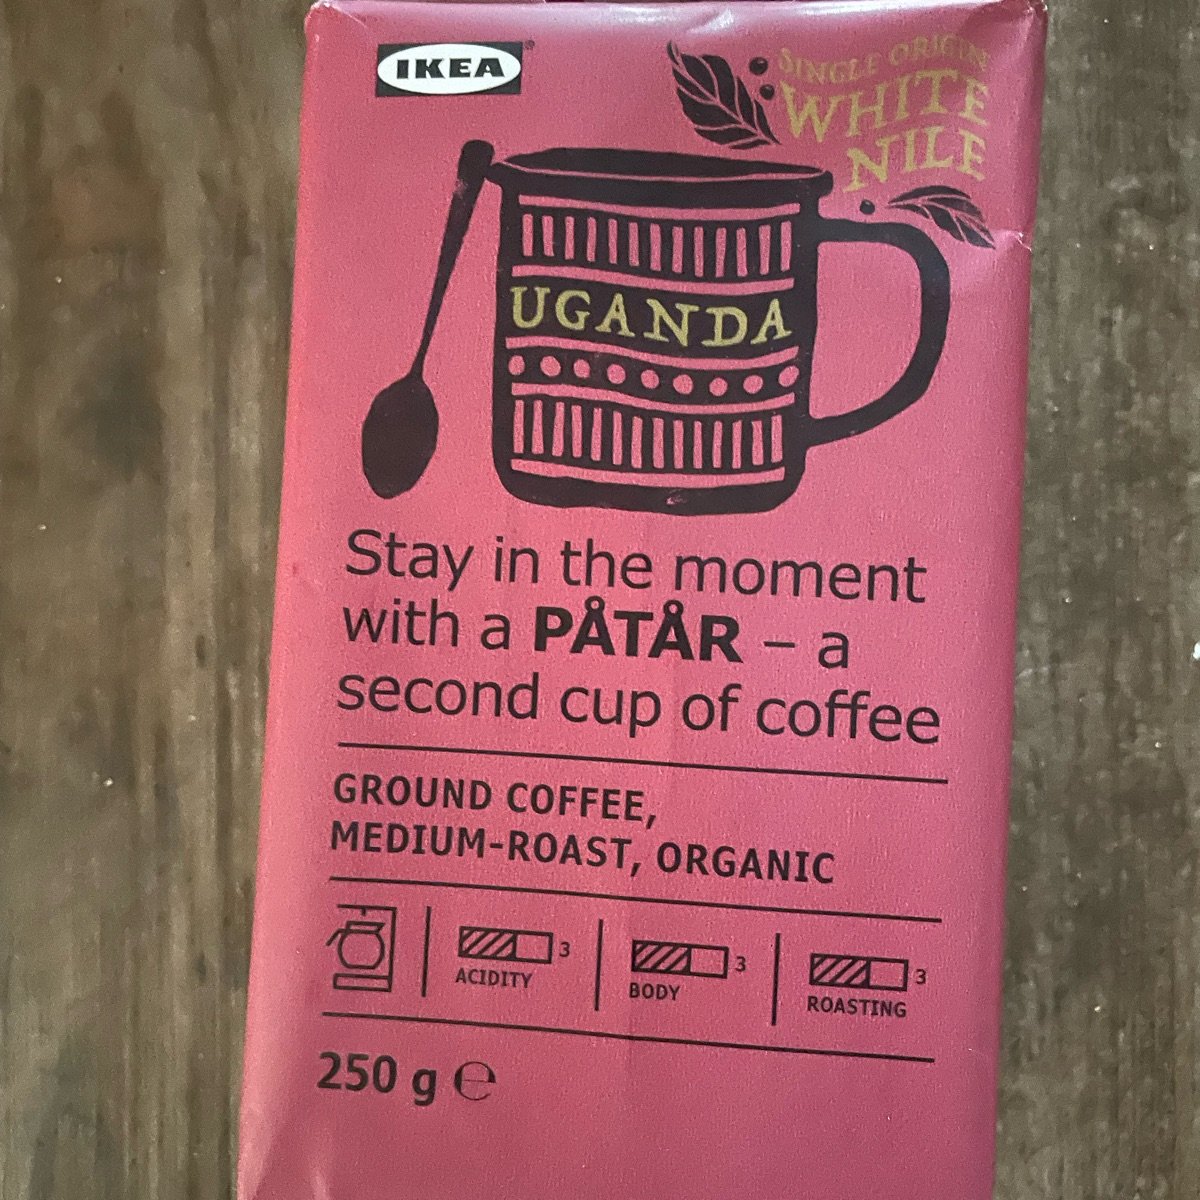 IKEA
SINGLE ORIGIN
WHITE
NILE
UGANDA
Stay in the moment
with a PÅTÅR – a
second cup of coffee
GROUND COFFEE,
MEDIUM-ROAST, ORGANIC
3
ACIDITY
3
BODY
3
ROASTING
250 g ℮